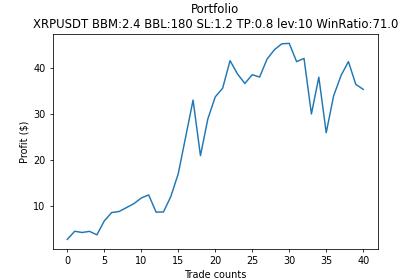 Portfolio
XRPUSDT BBM:2.4 BBL:180 SL:1.2 TP:0.8 lev:10 WinRatio:71.0
Profit ($)
40
30
20
10
0 5 10 15 20 25 30 35 40
Trade counts